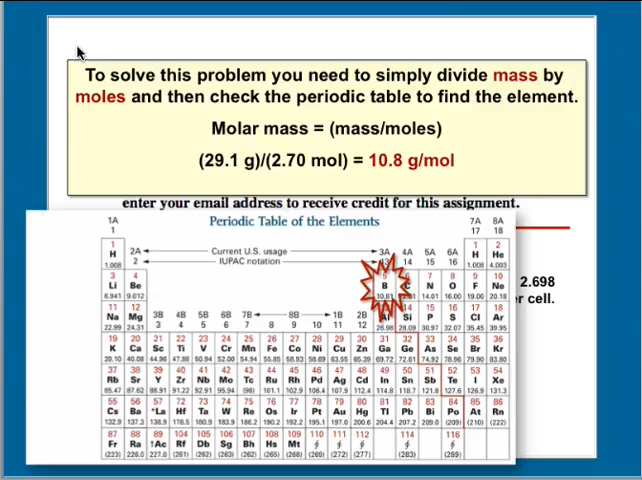 To solve this problem you need to simply divide mass by
moles and then check the periodic table to find the element.
Molar mass = (mass/moles)
(29.1 g)/(2.70 mol) = 10.8 g/mol
enter your email address to receive credit for this assignment.
Periodic Table of the Elements
1A 7A 8A
1 17 18
1 1 2
H 2A Current U.S. usage 3A 4A 5A 6A H He
1.008 IUPAC notation 14 15 16 1.008 4.003
3 4 5 6 7 8 9 10
Li Be B C N O F Ne
6.941 9.012 10.81 14.01 16.00 19.00 20.18
2.698
er cell.
11 12 14 15 16 17 18
Na Mg 3B 4B 5B 6B 7B 8B 1B 2B Al Si P S Cl Ar
22.99 24.31 3 4 5 6 7 8 9 10 11 12 26.98 28.09 30.97 32.07 35.45 39.95
19 20 21 22 23 24 25 26 27 28 29 30 31 32 33 34 35 36
K Ca Sc Ti V Cr Mn Fe Co Ni Cu Zn Ga Ge As Se Br Kr
39.10 40.08 44.96 47.88 50.94 52.00 54.94 55.85 58.93 58.69 63.55 65.39 69.72 72.61 74.92 78.96 79.90 83.80
37 38 39 40 41 42 43 44 45 46 47 48 49 50 51 52 53 54
Rb Sr Y Zr Nb Mo Tc Ru Rh Pd Ag Cd In Sn Sb Te I Xe
85.47 87.62 88.91 91.22 92.91 95.94 (98) 101.1 102.9 106.4 107.9 112.4 114.8 118.7 121.8 127.6 126.9 131.3
55 56 57 72 73 74 75 76 77 78 79 80 81 82 83 84 85 86
Cs Ba *La Hf Ta W Re Os Ir Pt Au Hg Tl Pb Bi Po At Rn
132.9 137.3 138.9 178.5 180.9 183.9 186.2 190.2 192.2 195.1 197.0 200.6 204.4 207.2 209.0 (209) (210) (222)
87 88 89 104 105 106 107 108 109 110 111 112 114 116
Fr Ra †Ac Rf Db Sg Bh Hs Mt
(223) 226.0 227.0 (261) (262) (263) (262) (265) (268) (269) (272) (277) (283) (289)